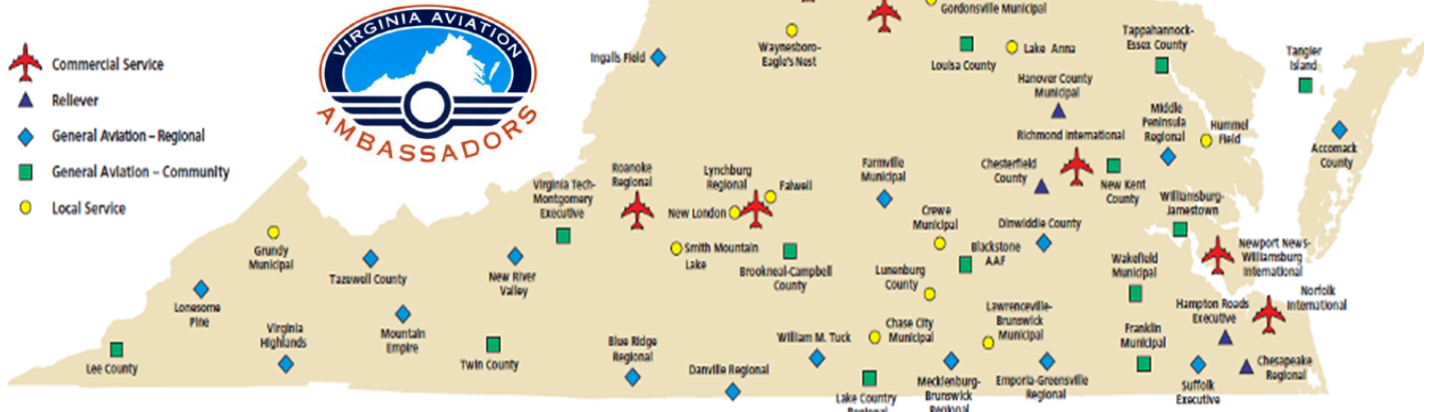 VIRGINIA AVIATION
AMBASSADORS
Commercial Service
Reliever
General Aviation – Regional
General Aviation – Community
Local Service
Gordonsville Municipal
Waynesboro-
Eagle's Nest
Ingalls Field
Louisa County
Lake Anna
Tappahannock-
Essex County
Tangier
Island
Hanover County
Municipal
Middle
Peninsula
Regional
Hummel
Field
Accomack
County
Richmond International
Chesterfield
County
New Kent
County
Williamsburg-
Jamestown
Roanoke
Regional
Lynchburg
Regional
Falwell
New London
Farmville
Municipal
Virginia Tech-
Montgomery
Executive
Smith Mountain
Lake
Brookneal-Campbell
County
Crewe
Municipal
Dinwiddie County
Blackstone
AAF
Newport News-
Williamsburg
International
Wakefield
Municipal
Grundy
Municipal
Tazewell County
New River
Valley
Lunenburg
County
Norfolk
International
Hampton Roads
Executive
Lonesome
Pine
Virginia
Highlands
Mountain
Empire
Lawrenceville-
Brunswick
Municipal
Chase City
Municipal
Franklin
Municipal
William M. Tuck
Blue Ridge
Regional
Twin County
Lee County
Danville Regional
Lake Country
Regional
Mecklenburg-
Brunswick
Regional
Emporia-Greensville
Regional
Suffolk
Executive
Chesapeake
Regional